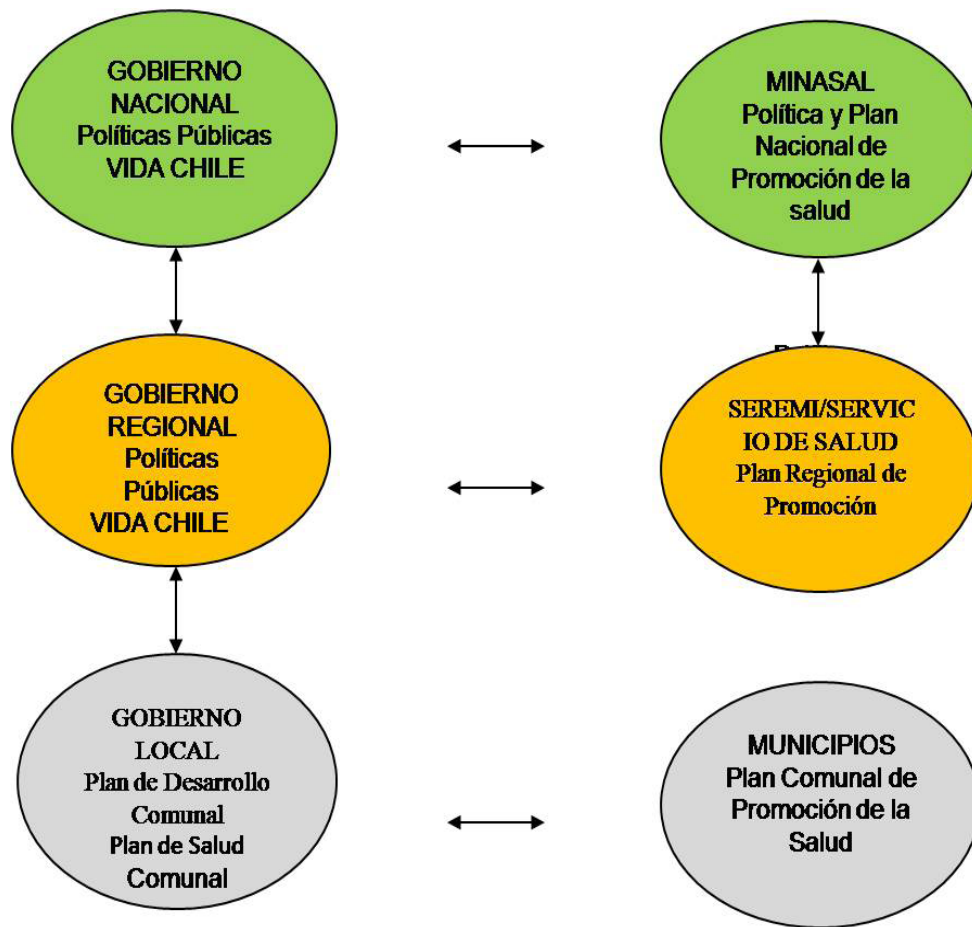 GOBIERNO
NACIONAL
Políticas Públicas
VIDA CHILE
MINASAL
Política y Plan
Nacional de
Promoción de la
salud
GOBIERNO
REGIONAL
Políticas
Públicas
VIDA CHILE
SEREMI/SERVIC
IO DE SALUD
Plan Regional de
Promoción
GOBIERNO
LOCAL
Plan de Desarrollo
Comunal
Plan de Salud
Comunal
MUNICIPIOS
Plan Comunal de
Promoción de la
Salud